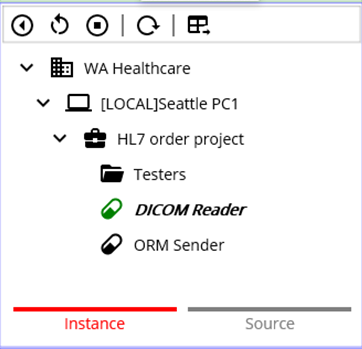 WA Healthcare
[LOCAL]Seattle PC1
HL7 order project
Testers
DICOM Reader
ORM Sender
Instance
Source